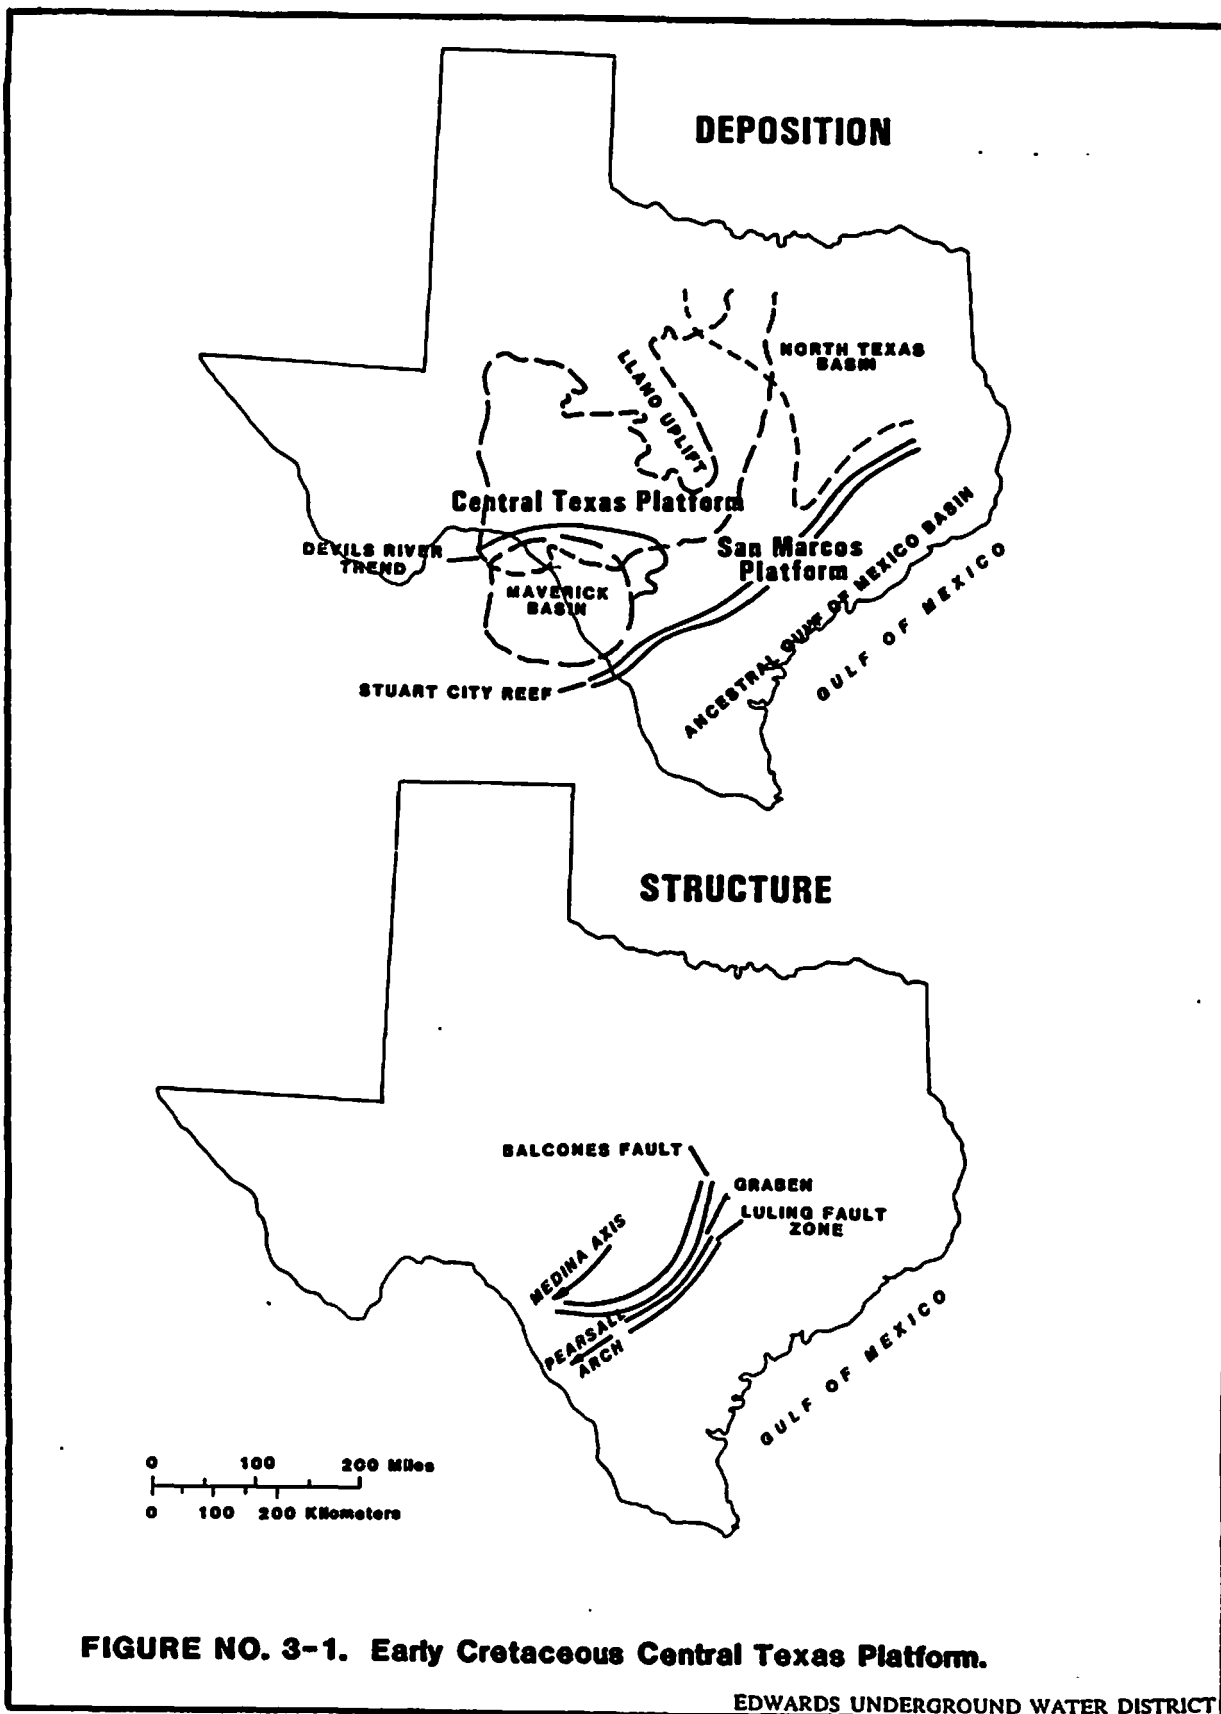 DEPOSITION
NORTH TEXAS
BASIN
LLANO UPLIFT
Central Texas Platform
San Marcos
Platform
DEVILS RIVER
TREND
MAVERICK
BASIN
STUART CITY REEF
ANCESTRAL GULF OF MEXICO BASIN
GULF OF MEXICO
STRUCTURE
BALCONES FAULT
GRABEN
LULING FAULT
ZONE
MEDINA AXIS
PEARSALL
ARCH
GULF OF MEXICO
0 100 200 Miles
0 100 200 Kilometers
FIGURE NO. 3-1. Early Cretaceous Central Texas Platform.
EDWARDS UNDERGROUND WATER DISTRICT